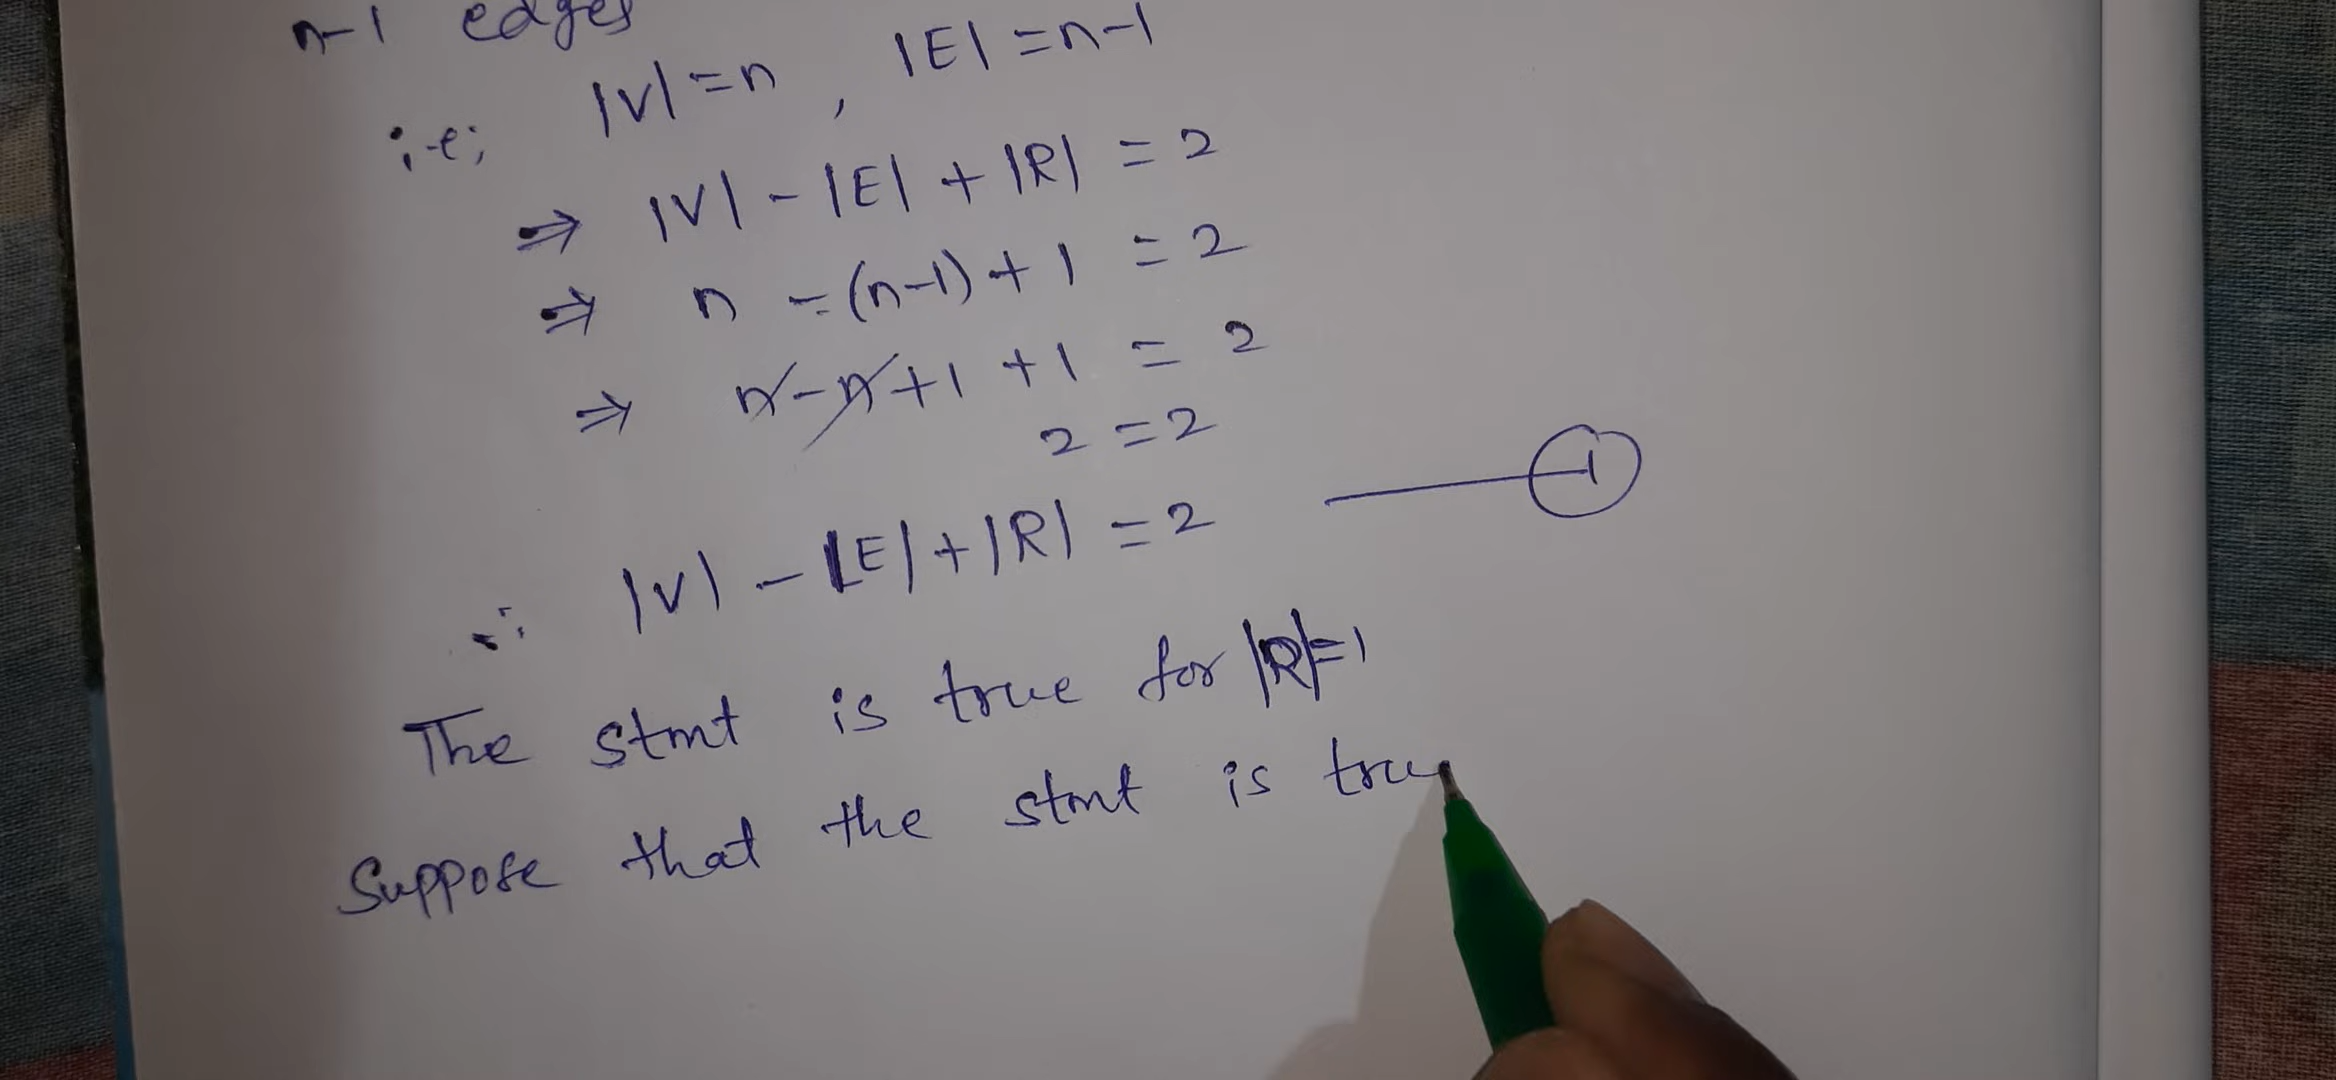 n-1 edges
i.e; |V| = n , |E| = n-1
⇒ |V| - |E| + |R| = 2
⇒ n - (n-1) + 1 = 2
⇒ n - n + 1 + 1 = 2
2 = 2
∴ |V| - |E| + |R| = 2 — 1
The stmt is true for |R| = 1
Suppose that the stmt is true